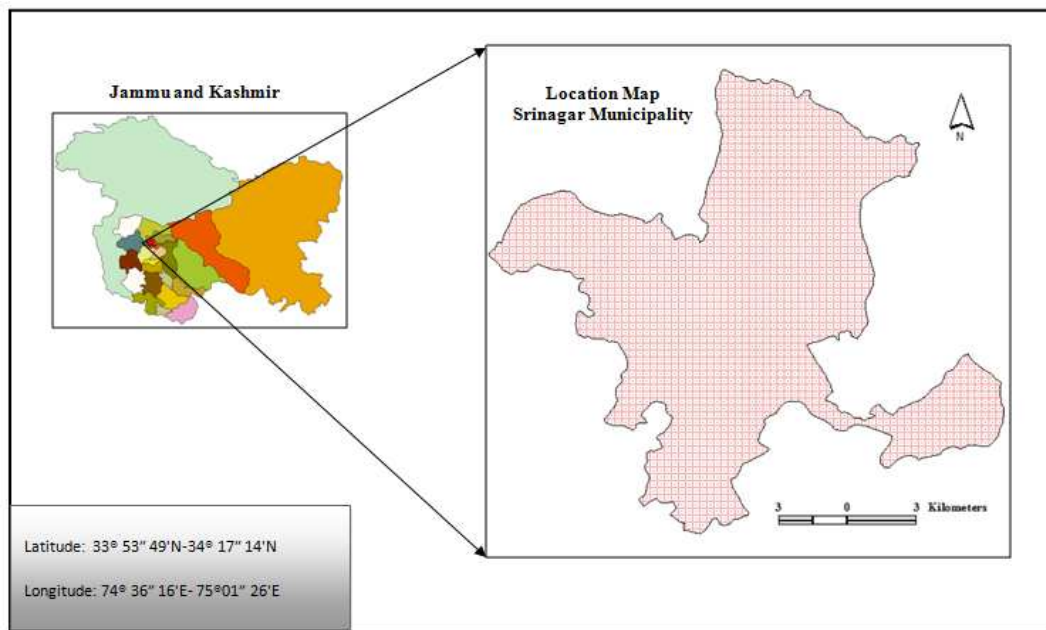 Jammu and Kashmir
Location Map
Srinagar Municipality
N
3 0 3 Kilometers
Latitude: 33º 53” 49'N-34º 17” 14'N
Longitude: 74º 36” 16'E- 75º01” 26'E